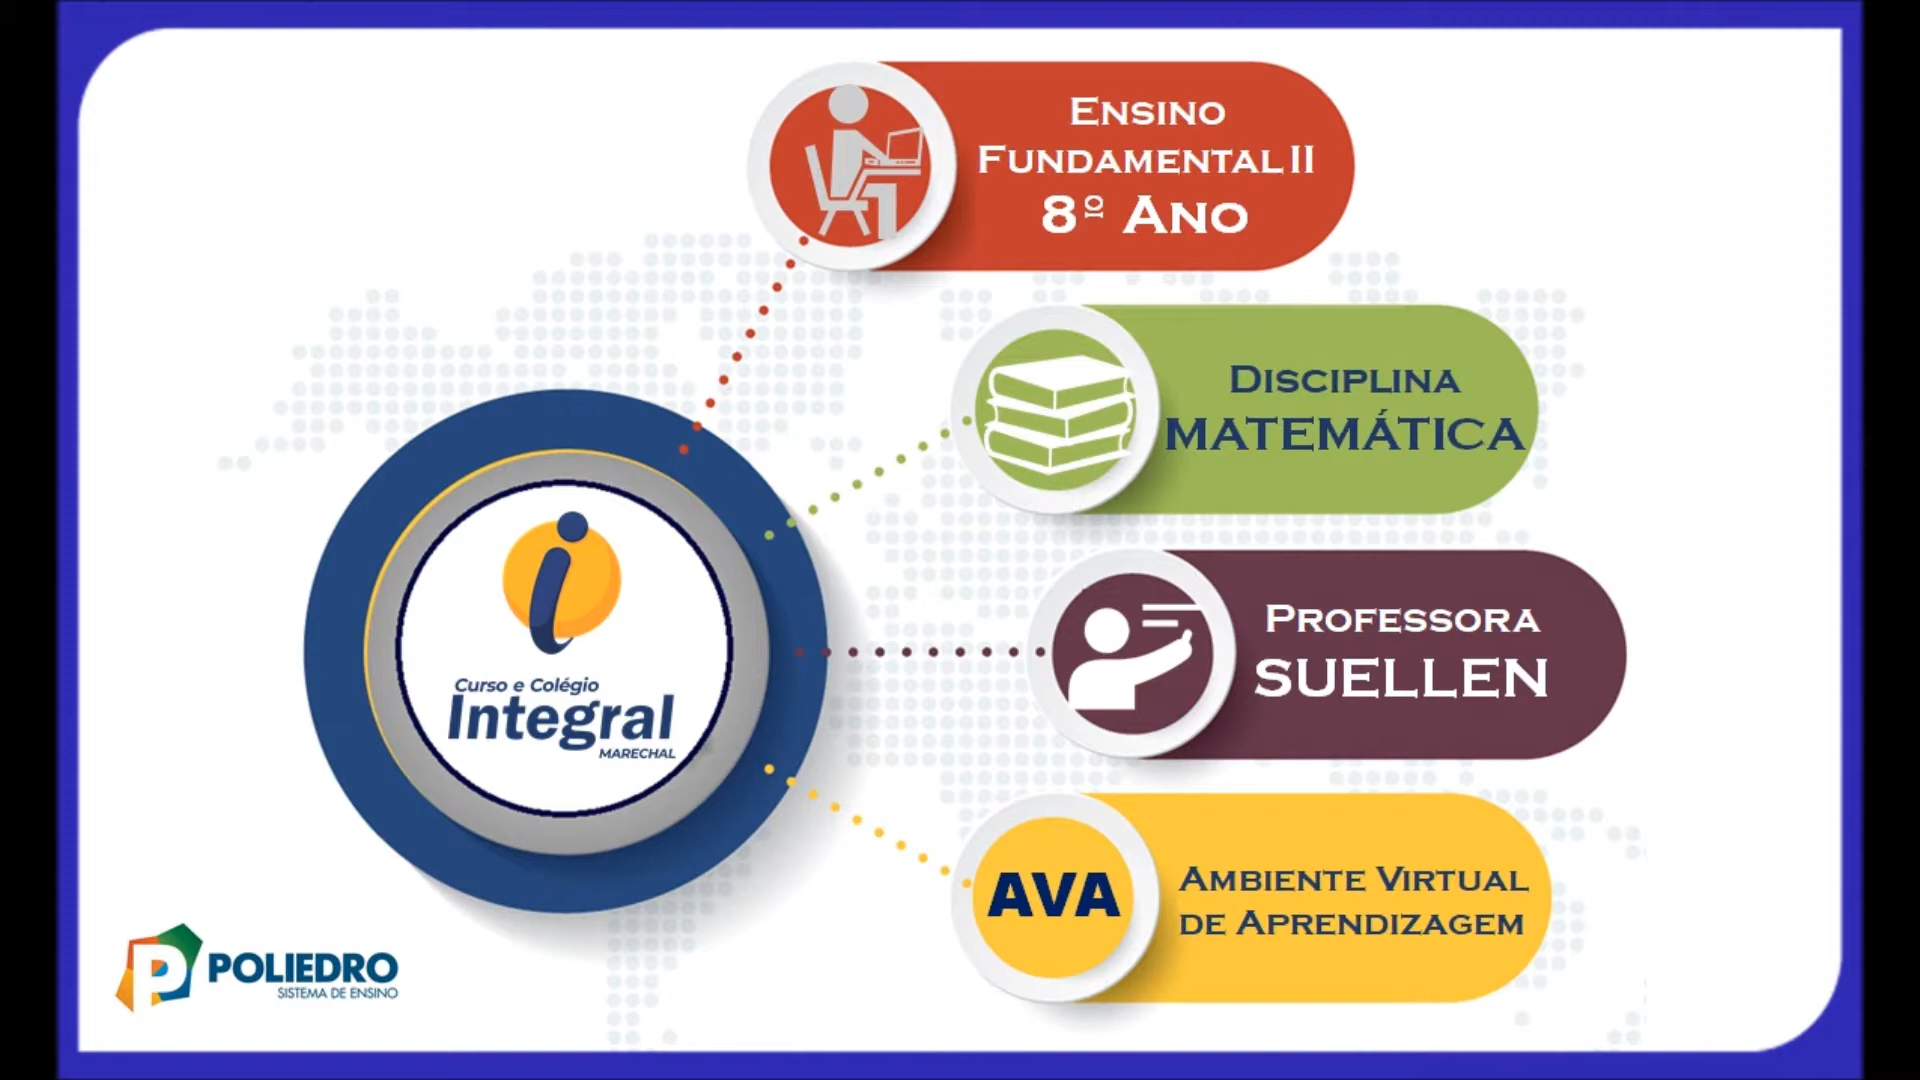 Ensino
Fundamental II
8º Ano
Disciplina
MATEMÁTICA
Professora
SUELLEN
AVA
Ambiente Virtual
de Aprendizagem
Curso e Colégio
Integral
MARECHAL
POLIEDRO
SISTEMA DE ENSINO